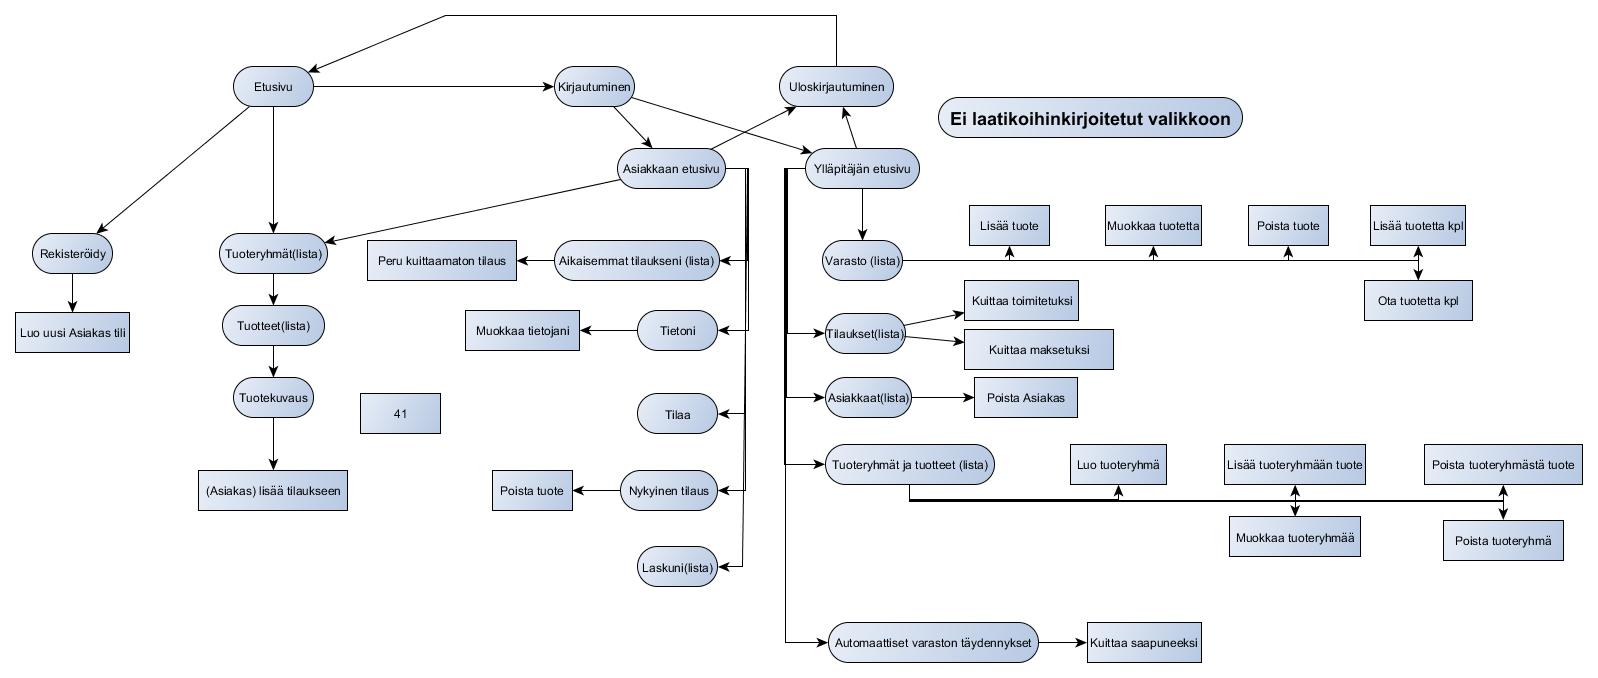 Etusivu
Kirjautuminen
Uloskirjautuminen
Ei laatikoihinkirjoitetut valikkoon
Asiakkaan etusivu
Ylläpitäjän etusivu
Lisää tuote
Muokkaa tuotetta
Poista tuote
Lisää tuotetta kpl
Rekisteröidy
Tuoteryhmät(lista)
Peru kuittaamaton tilaus
Aikaisemmat tilaukseni (lista)
Varasto (lista)
Kuittaa toimitetuksi
Ota tuotetta kpl
Luo uusi Asiakas tili
Tuotteet(lista)
Muokkaa tietojani
Tietoni
Tilaukset(lista)
Kuittaa maksetuksi
Tuotekuvaus
41
Tilaa
Asiakkaat(lista)
Poista Asiakas
Tuoteryhmät ja tuotteet (lista)
Luo tuoteryhmä
Lisää tuoteryhmään tuote
Poista tuoteryhmästä tuote
(Asiakas) lisää tilaukseen
Poista tuote
Nykyinen tilaus
Muokkaa tuoteryhmää
Poista tuoteryhmä
Laskuni(lista)
Automaattiset varaston täydennykset
Kuittaa saapuneeksi